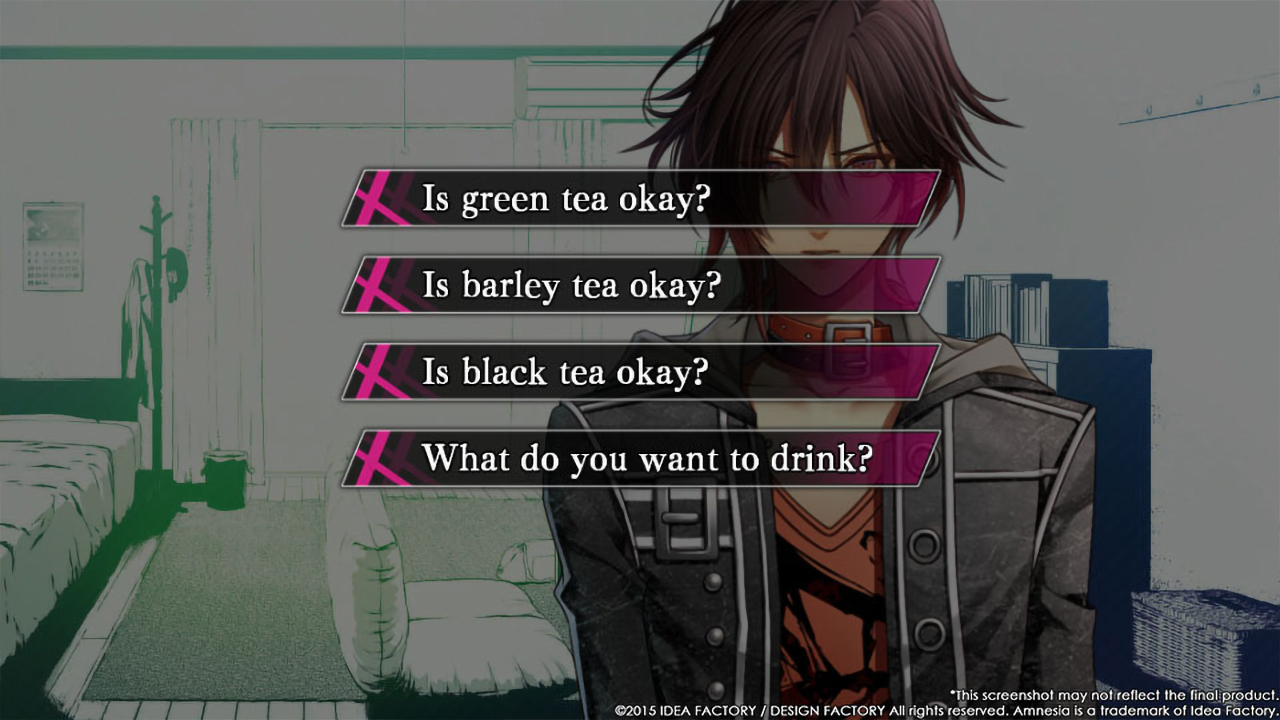 Is green tea okay?
Is barley tea okay?
Is black tea okay?
What do you want to drink?
*This screenshot may not reflect the final product.
©2015 IDEA FACTORY / DESIGN FACTORY All rights reserved. Amnesia is a trademark of Idea Factory.